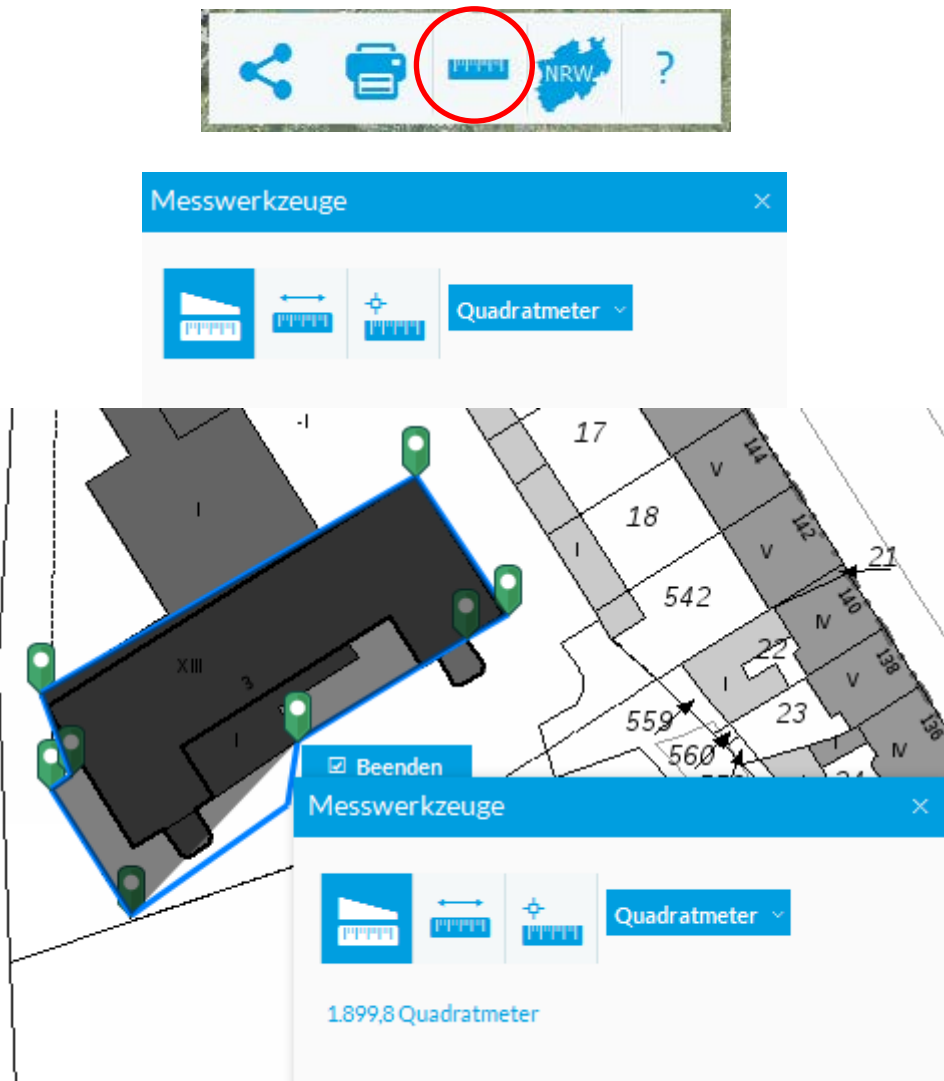 NRW
?
Messwerkzeuge ×
Quadratmeter
-I
17
144
V
I
18
142
I
V
21
542
140
IV
22
138
XIII
3
I
V
559
23
136
I
560
IV
Beenden
Messwerkzeuge ×
Quadratmeter
1.899,8 Quadratmeter